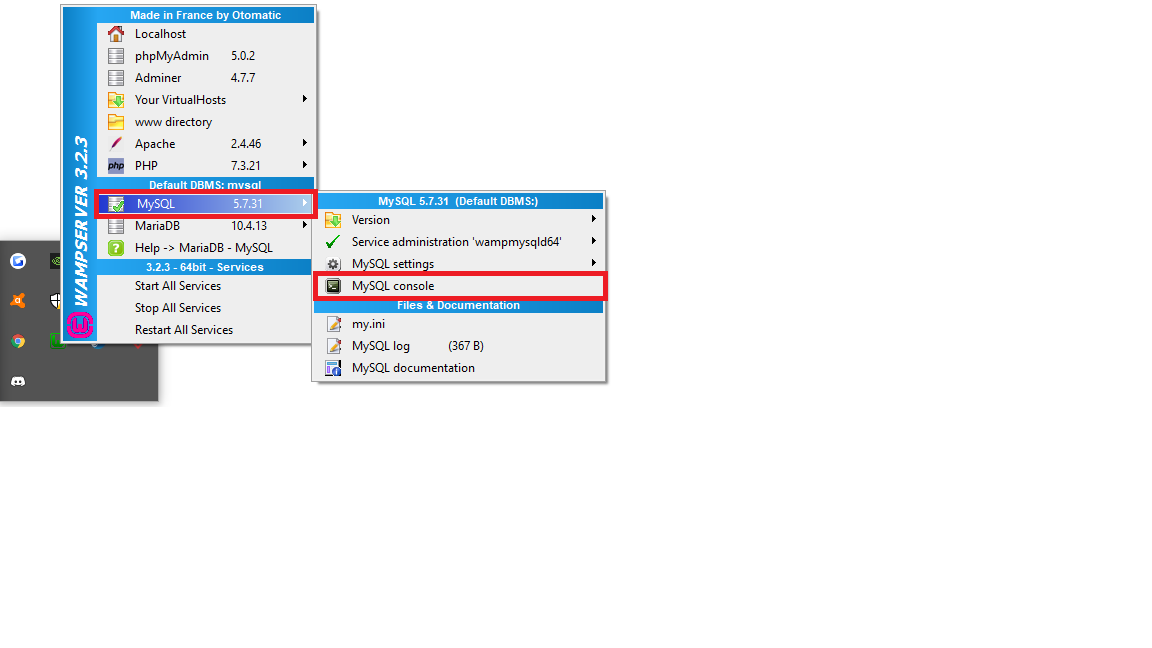 Made in France by Otomatic
Localhost
phpMyAdmin 5.0.2
Adminer 4.7.7
Your VirtualHosts
www directory
Apache 2.4.46
php PHP 7.3.21
Default DBMS: mysql
MySQL 5.7.31
MariaDB 10.4.13
Help -> MariaDB - MySQL
3.2.3 - 64bit - Services
Start All Services
Stop All Services
Restart All Services
WAMPSERVER 3.2.3
MySQL 5.7.31 (Default DBMS:)
Version
Service administration 'wampmysqld64'
MySQL settings
MySQL console
Files & Documentation
my.ini
MySQL log (367 B)
MySQL documentation